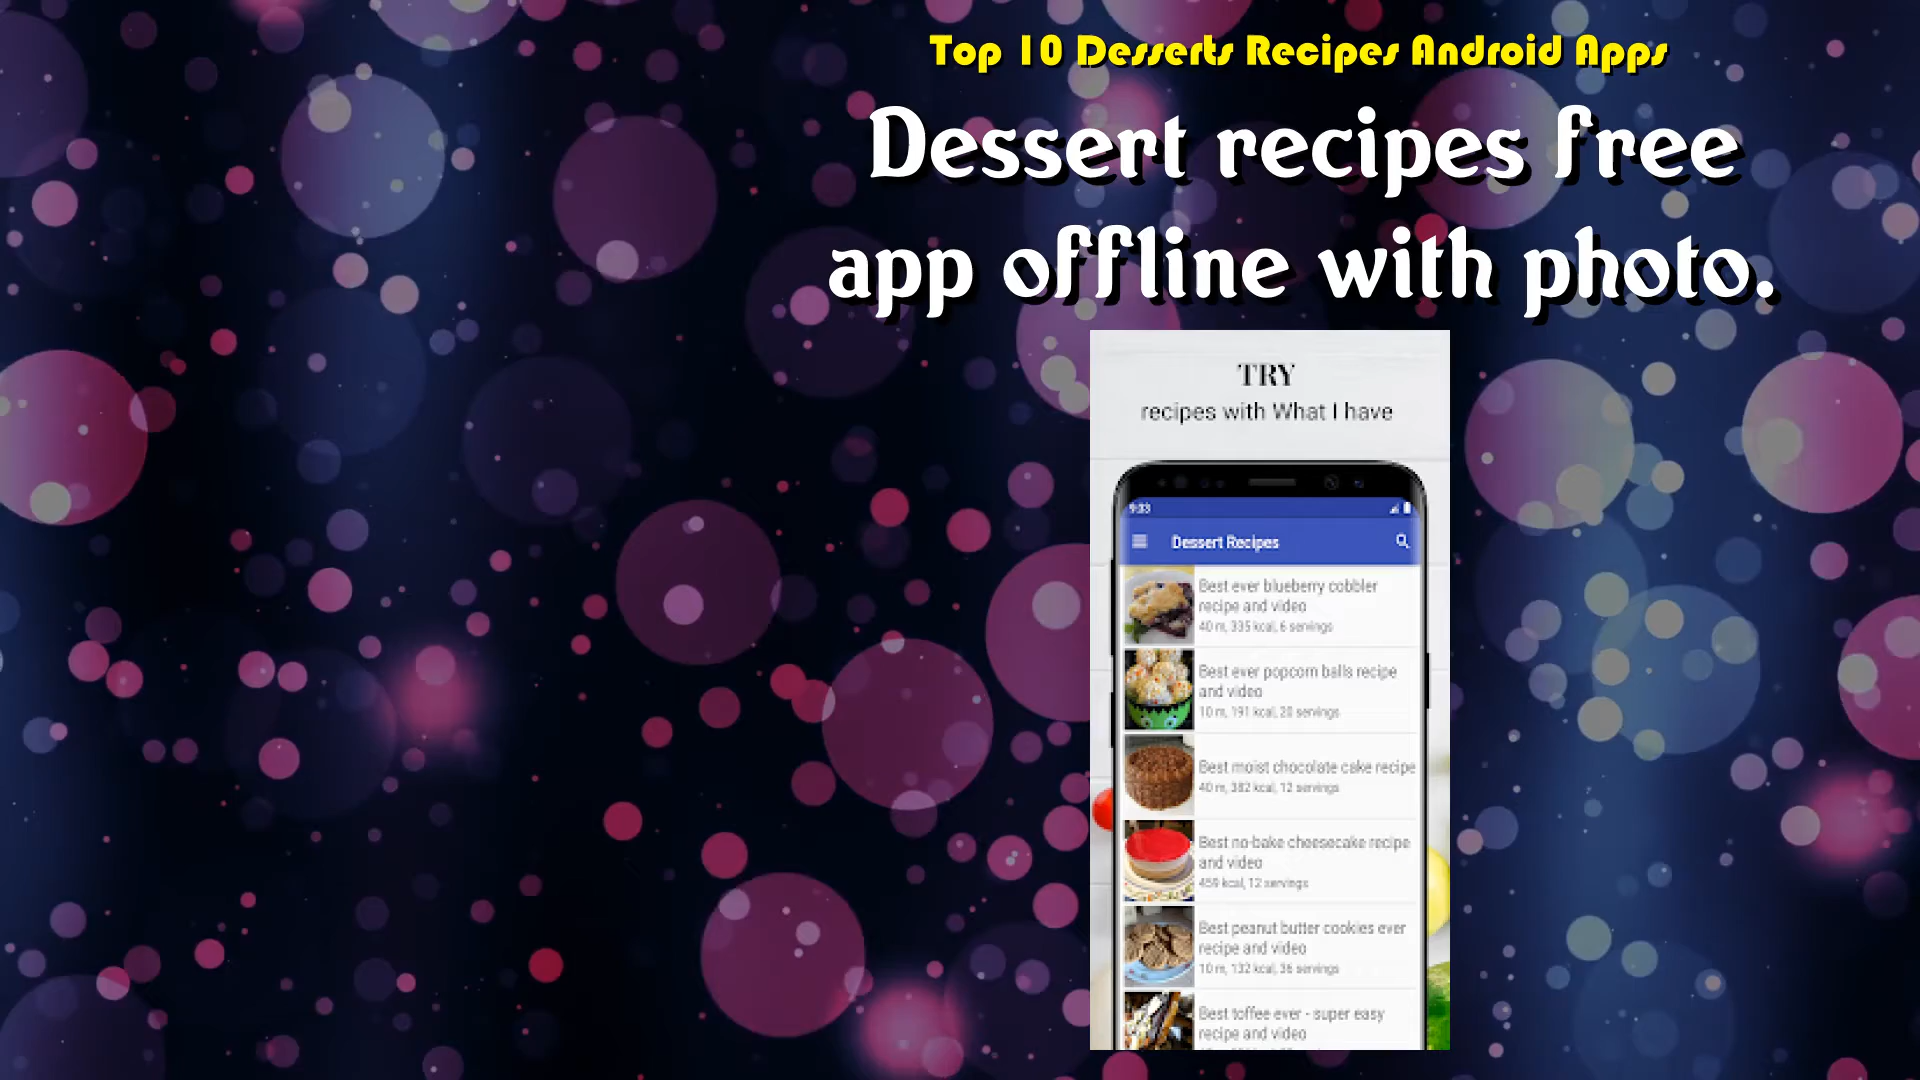 Top 10 Desserts Recipes Android Apps
Dessert recipes free
app offline with photo.
TRY
recipes with What I have
9:33
Dessert Recipes
Best ever blueberry cobbler
recipe and video
40 m, 335 kcal, 6 servings
Best ever popcorn balls recipe
and video
10 m, 191 kcal, 20 servings
Best moist chocolate cake recipe
40 m, 382 kcal, 12 servings
Best no-bake cheesecake recipe
and video
459 kcal, 12 servings
Best peanut butter cookies ever
recipe and video
10 m, 132 kcal, 36 servings
Best toffee ever - super easy
recipe and video